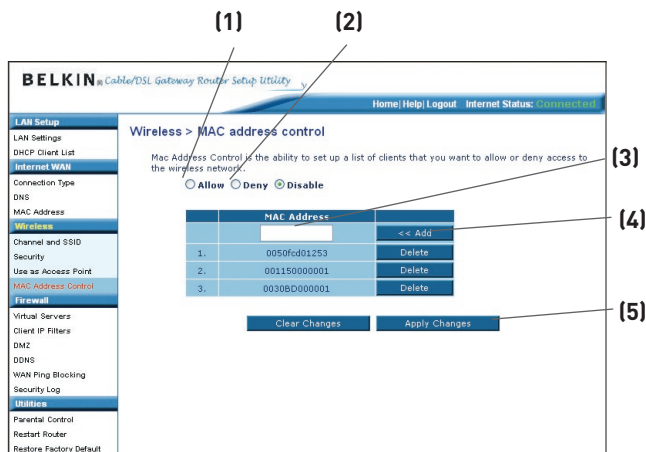 (1) (2)
BELKIN® Cable/DSL Gateway Router Setup Utility
Home| Help| Logout Internet Status: Connected
LAN Setup
LAN Settings
DHCP Client List
Internet WAN
Connection Type
DNS
MAC Address
Wireless
Channel and SSID
Security
Use as Access Point
MAC Address Control
Firewall
Virtual Servers
Client IP Filters
DMZ
DDNS
WAN Ping Blocking
Security Log
Utilities
Parental Control
Restart Router
Restore Factory Default
Wireless > MAC address control
Mac Address Control is the ability to set up a list of clients that you want to allow or deny access to
the wireless network.
Allow Deny Disable
(3)
MAC Address
<< Add
(4)
1. 0050fcd01253 Delete
2. 001150000001 Delete
3. 0030BD000001 Delete
Clear Changes Apply Changes
(5)